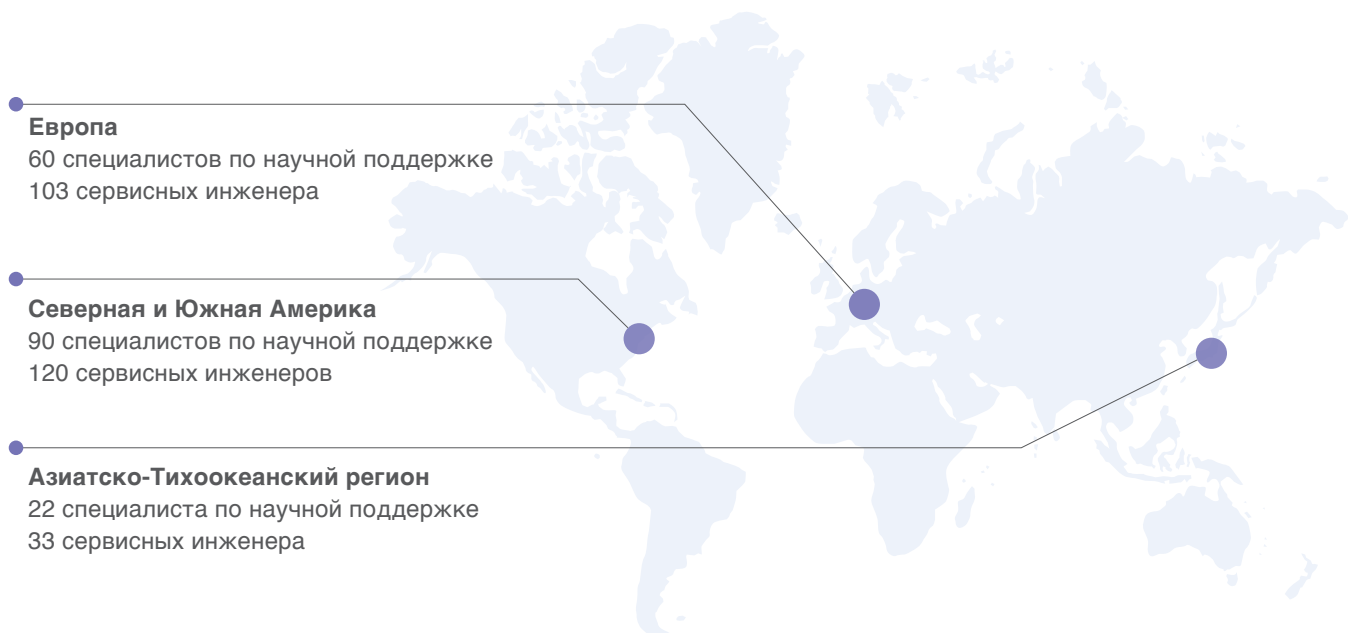 Европа
60 специалистов по научной поддержке
103 сервисных инженера
Северная и Южная Америка
90 специалистов по научной поддержке
120 сервисных инженеров
Азиатско-Тихоокеанский регион
22 специалиста по научной поддержке
33 сервисных инженера